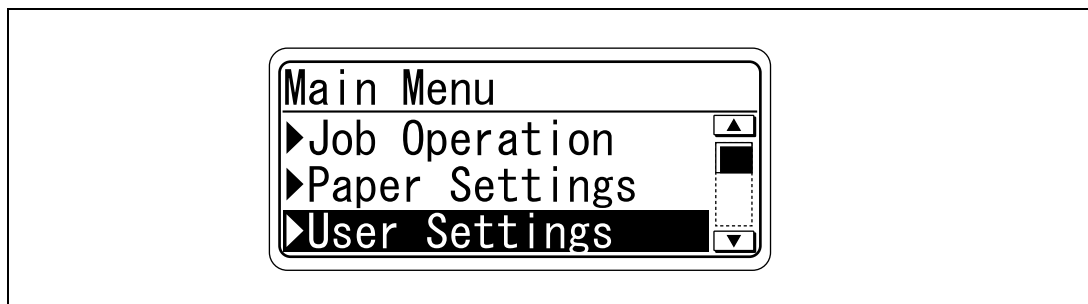 Main Menu
▶Job Operation
▶Paper Settings
▶User Settings